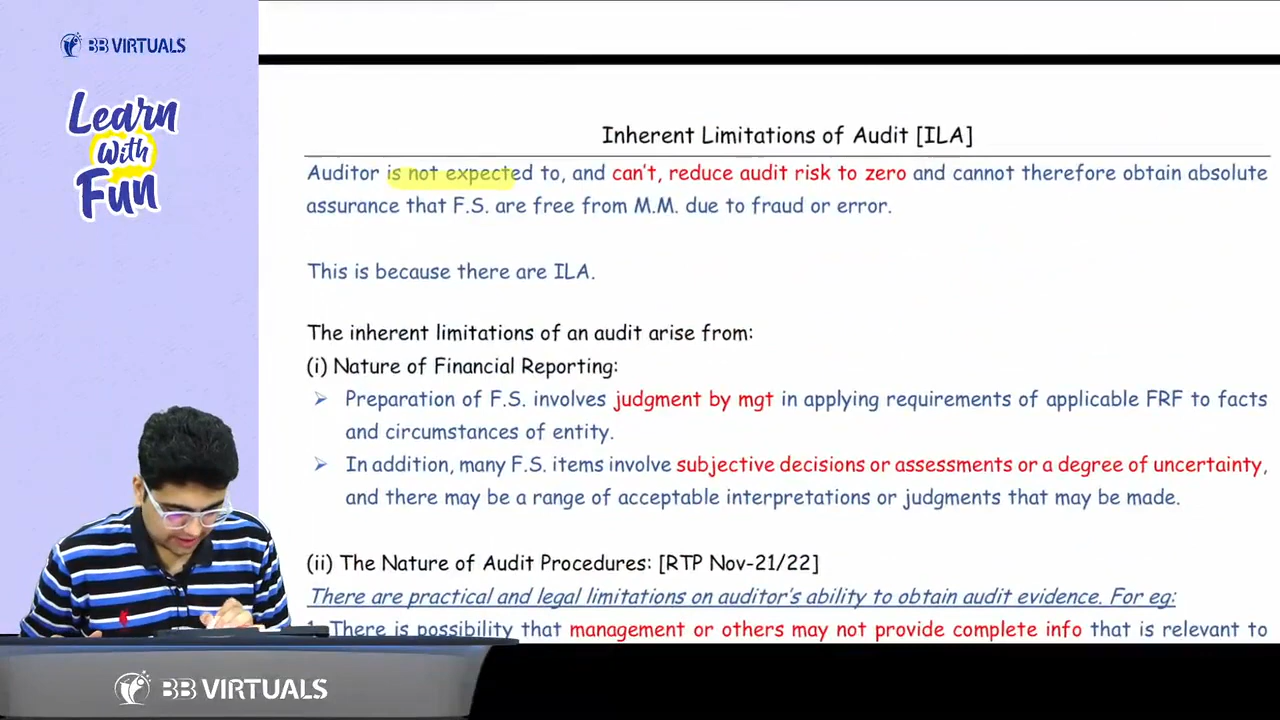 BB VIRTUALS
Learn
with
Fun
Inherent Limitations of Audit [ILA]
Auditor is not expected to, and can't, reduce audit risk to zero and cannot therefore obtain absolute
assurance that F.S. are free from M.M. due to fraud or error.
This is because there are ILA.
The inherent limitations of an audit arise from:
(i) Nature of Financial Reporting:
➢ Preparation of F.S. involves judgment by mgt in applying requirements of applicable FRF to facts
and circumstances of entity.
➢ In addition, many F.S. items involve subjective decisions or assessments or a degree of uncertainty,
and there may be a range of acceptable interpretations or judgments that may be made.
(ii) The Nature of Audit Procedures: [RTP Nov-21/22]
There are practical and legal limitations on auditor's ability to obtain audit evidence. For eg:
1. There is possibility that management or others may not provide complete info that is relevant to
BB VIRTUALS